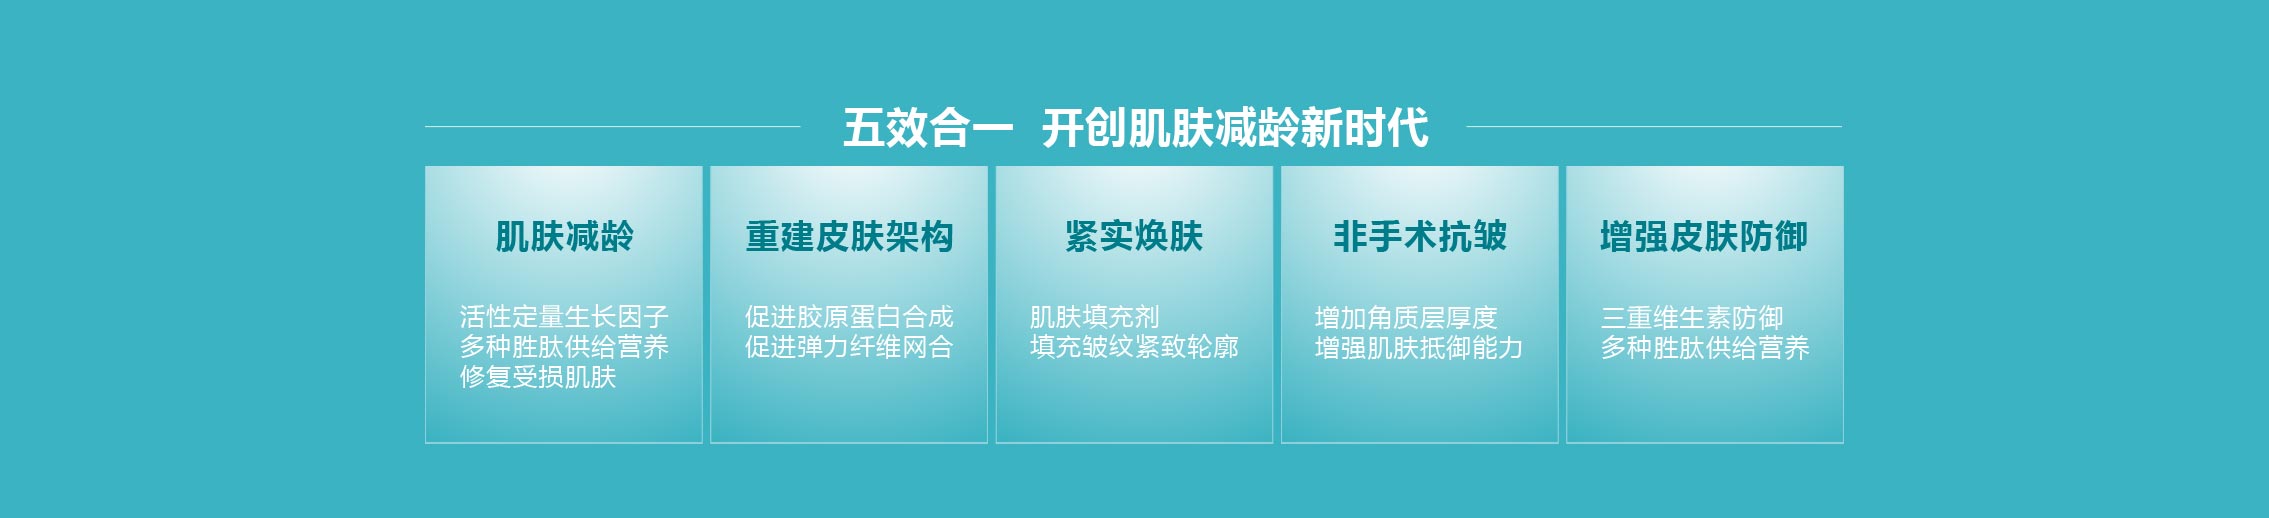 五效合一 开创肌肤减龄新时代
肌肤减龄
活性定量生长因子
多种胜肽供给营养
修复受损肌肤
重建皮肤架构
促进胶原蛋白合成
促进弹力纤维网合
紧实焕肤
肌肤填充剂
填充皱纹紧致轮廓
非手术抗皱
增加角质层厚度
增强肌肤抵御能力
增强皮肤防御
三重维生素防御
多种胜肽供给营养